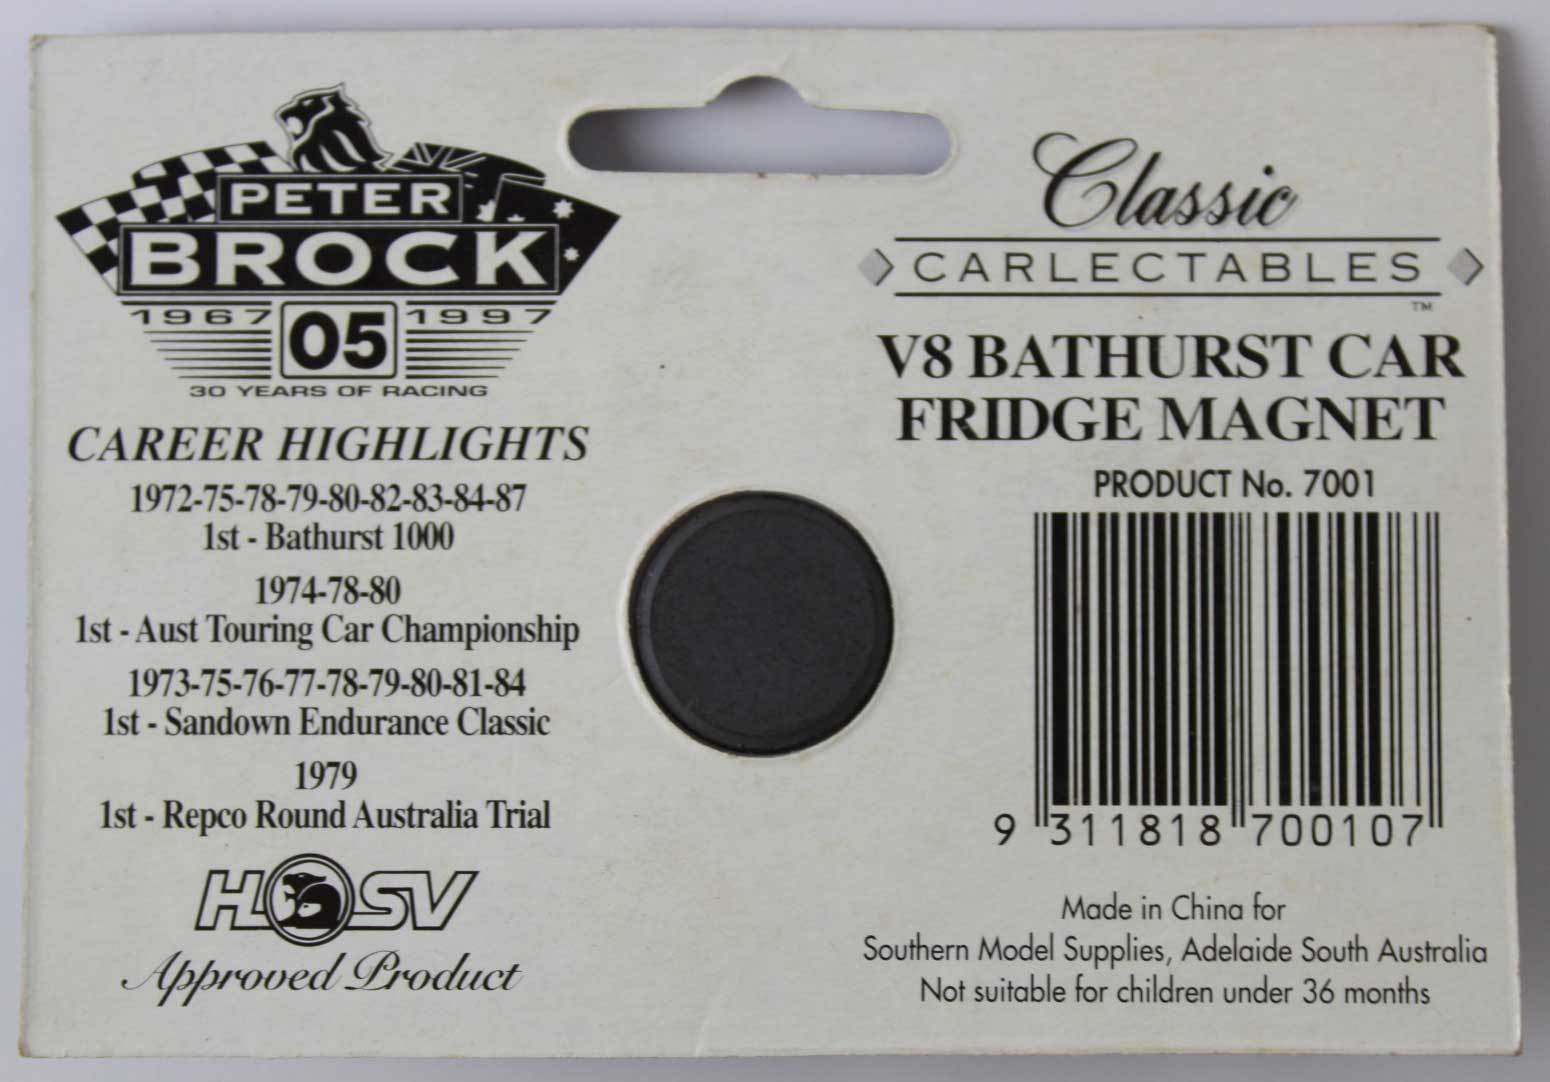 PETER
BROCK
1967 05 1997
30 YEARS OF RACING
CAREER HIGHLIGHTS
1972-75-78-79-80-82-83-84-87
1st - Bathurst 1000
1974-78-80
1st - Aust Touring Car Championship
1973-75-76-77-78-79-80-81-84
1st - Sandown Endurance Classic
1979
1st - Repco Round Australia Trial
HSV
Approved Product
Classic
CARLECTABLES
TM
V8 BATHURST CAR
FRIDGE MAGNET
PRODUCT No. 7001
9 311818 700107
Made in China for
Southern Model Supplies, Adelaide South Australia
Not suitable for children under 36 months